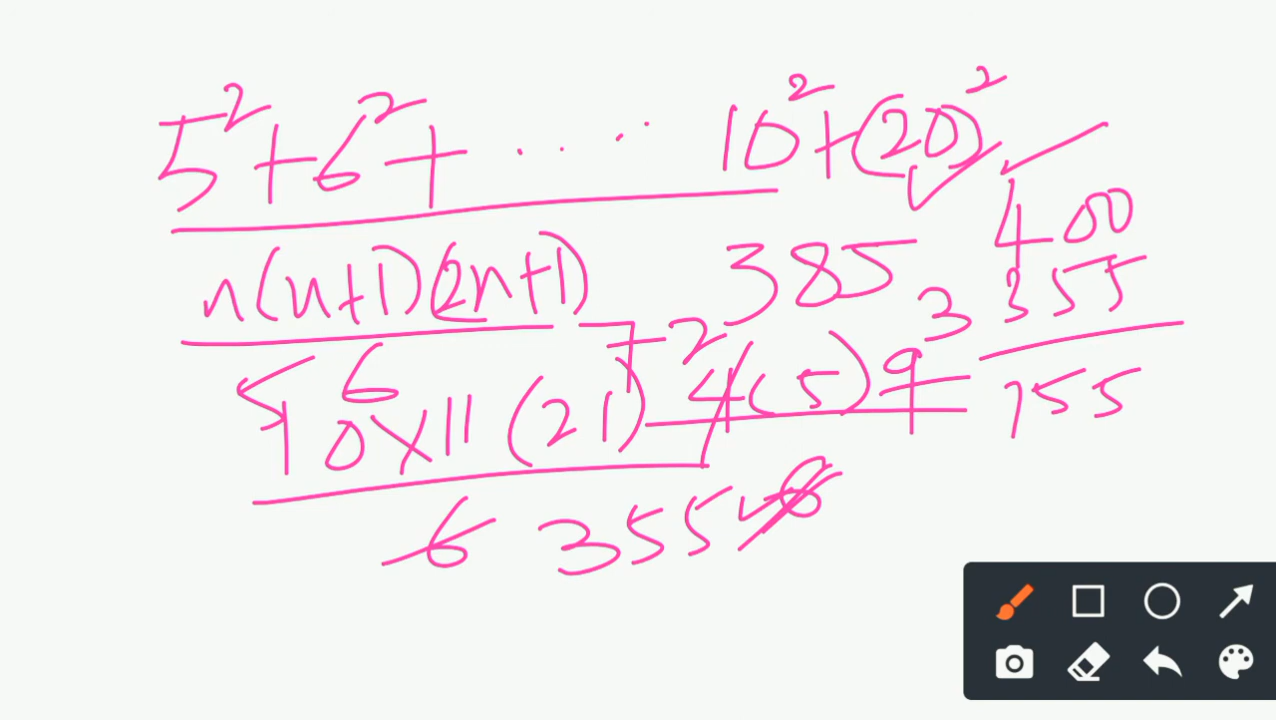 5²+6²+ . . . . 10²+(20)²
n(n+1)(2n+1) 385 400
6 7 2 3 355
10×11(21) 4(5)9 755
6 355